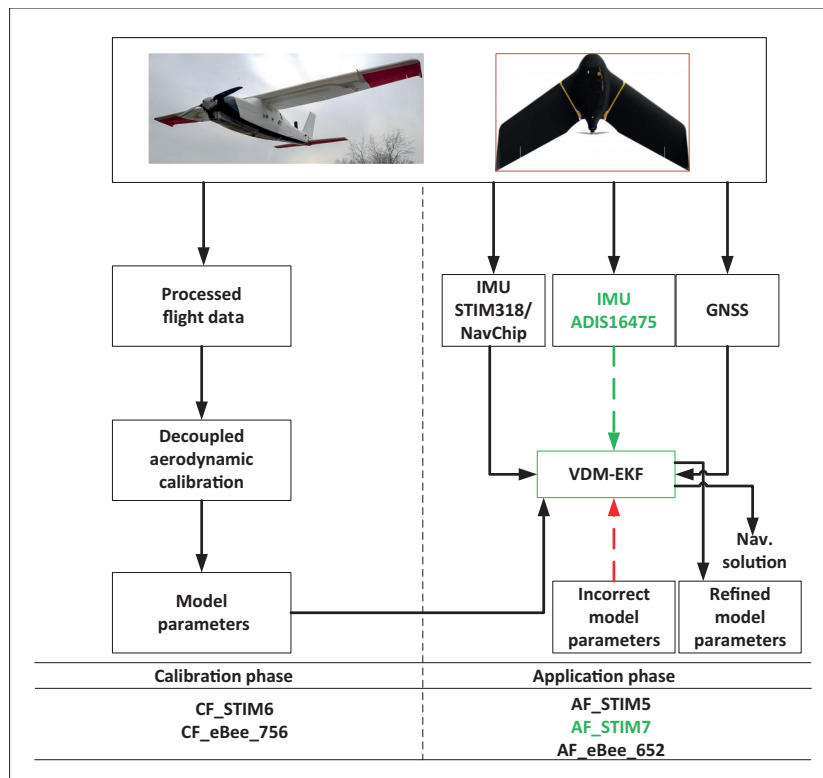 Processed
flight data
IMU
STIM318/
NavChip
IMU
ADIS16475
GNSS
Decoupled
aerodynamic
calibration
VDM-EKF
Nav.
solution
Model
parameters
Incorrect
model
parameters
Refined
model
parameters
Calibration phase
Application phase
CF_STIM6
CF_eBee_756
AF_STIM5
AF_STIM7
AF_eBee_652